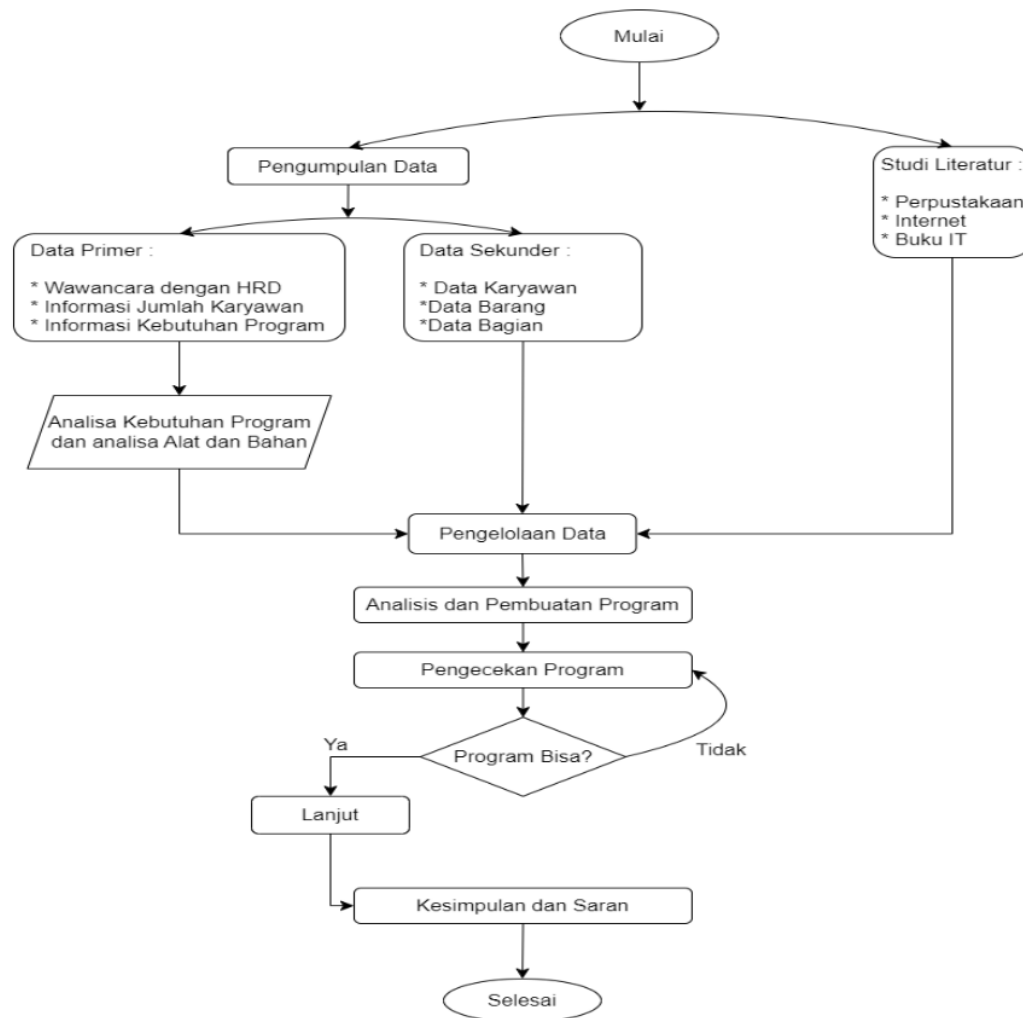 Mulai
Pengumpulan Data
Studi Literatur :
* Perpustakaan
* Internet
* Buku IT
Data Primer :
* Wawancara dengan HRD
* Informasi Jumlah Karyawan
* Informasi Kebutuhan Program
Data Sekunder :
* Data Karyawan
*Data Barang
*Data Bagian
Analisa Kebutuhan Program
dan analisa Alat dan Bahan
Pengelolaan Data
Analisis dan Pembuatan Program
Pengecekan Program
Program Bisa?
Ya
Tidak
Lanjut
Kesimpulan dan Saran
Selesai